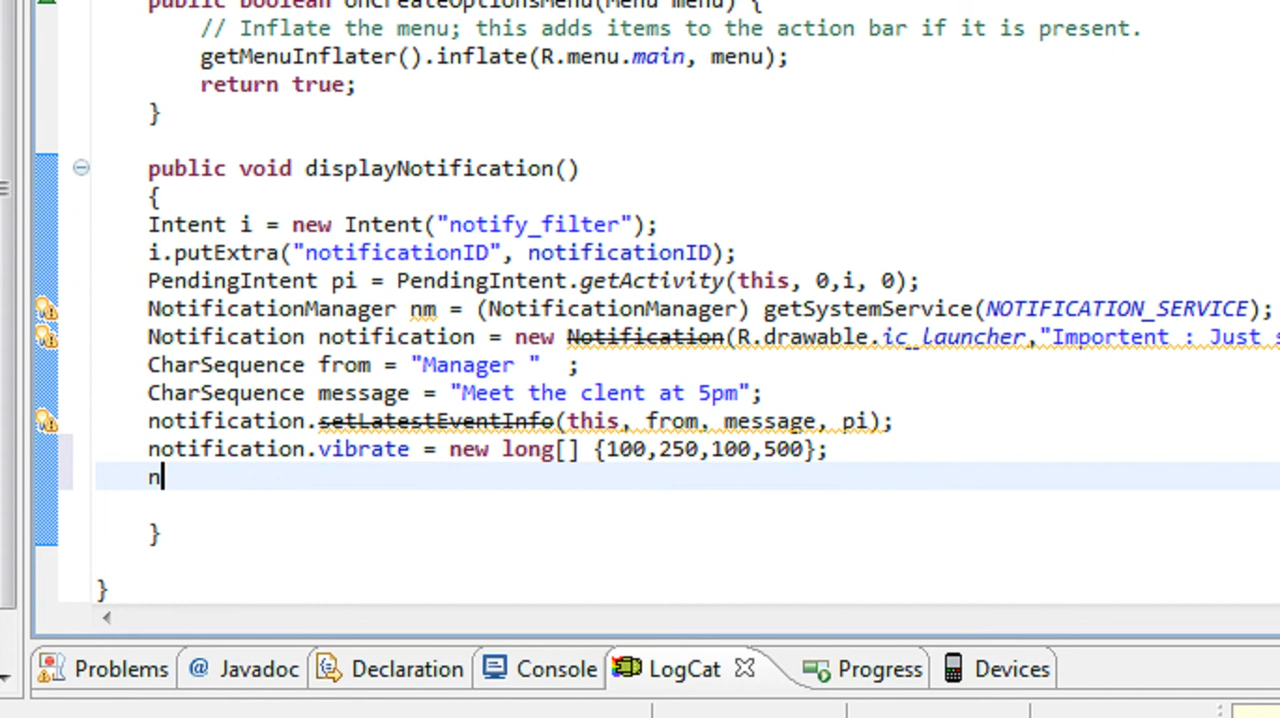 public boolean onCreateOptionsMenu(Menu menu) {
// Inflate the menu; this adds items to the action bar if it is present.
getMenuInflater().inflate(R.menu.main, menu);
return true;
}
public void displayNotification()
{
Intent i = new Intent("notify_filter");
i.putExtra("notificationID", notificationID);
PendingIntent pi = PendingIntent.getActivity(this, 0,i, 0);
NotificationManager nm = (NotificationManager) getSystemService(NOTIFICATION_SERVICE);
Notification notification = new Notification(R.drawable.ic_launcher,"Importent : Just s
CharSequence from = "Manager "  ;
CharSequence message = "Meet the clent at 5pm";
notification.setLatestEventInfo(this, from, message, pi);
notification.vibrate = new long[] {100,250,100,500};
n
}
}
Problems @ Javadoc Declaration Console LogCat Progress Devices